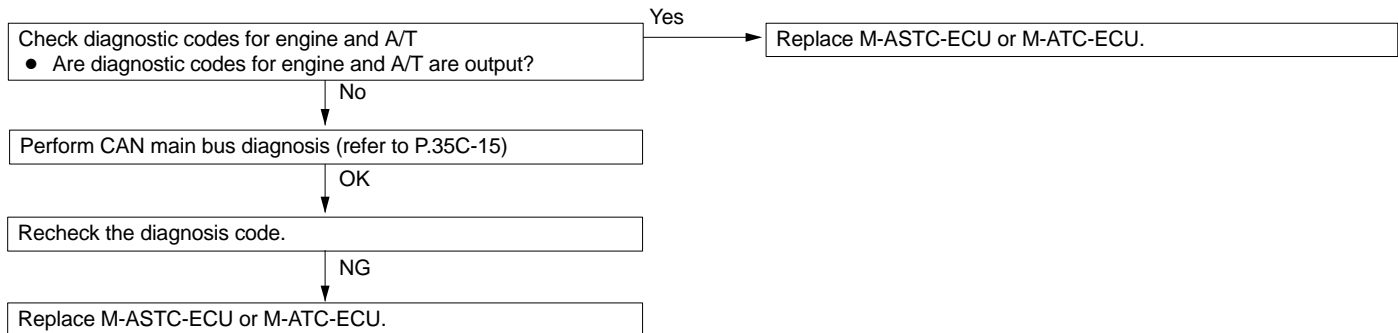 Yes
Check diagnostic codes for engine and A/T
● Are diagnostic codes for engine and A/T are output?
Replace M-ASTC-ECU or M-ATC-ECU.
No
Perform CAN main bus diagnosis (refer to P.35C-15)
OK
Recheck the diagnosis code.
NG
Replace M-ASTC-ECU or M-ATC-ECU.